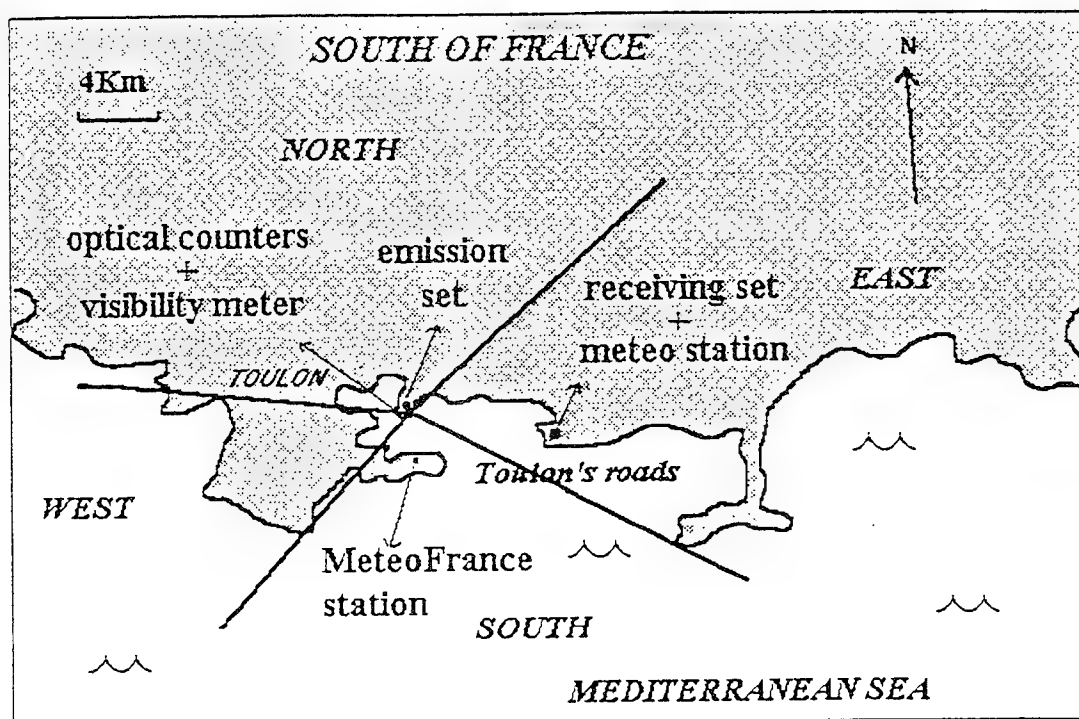 SOUTH OF FRANCE
N
4Km
NORTH
optical counters
+
visibility meter
emission
set
receiving set
+
meteo station
EAST
TOULON
Toulon's roads
WEST
MeteoFrance
station
SOUTH
MEDITERRANEAN SEA